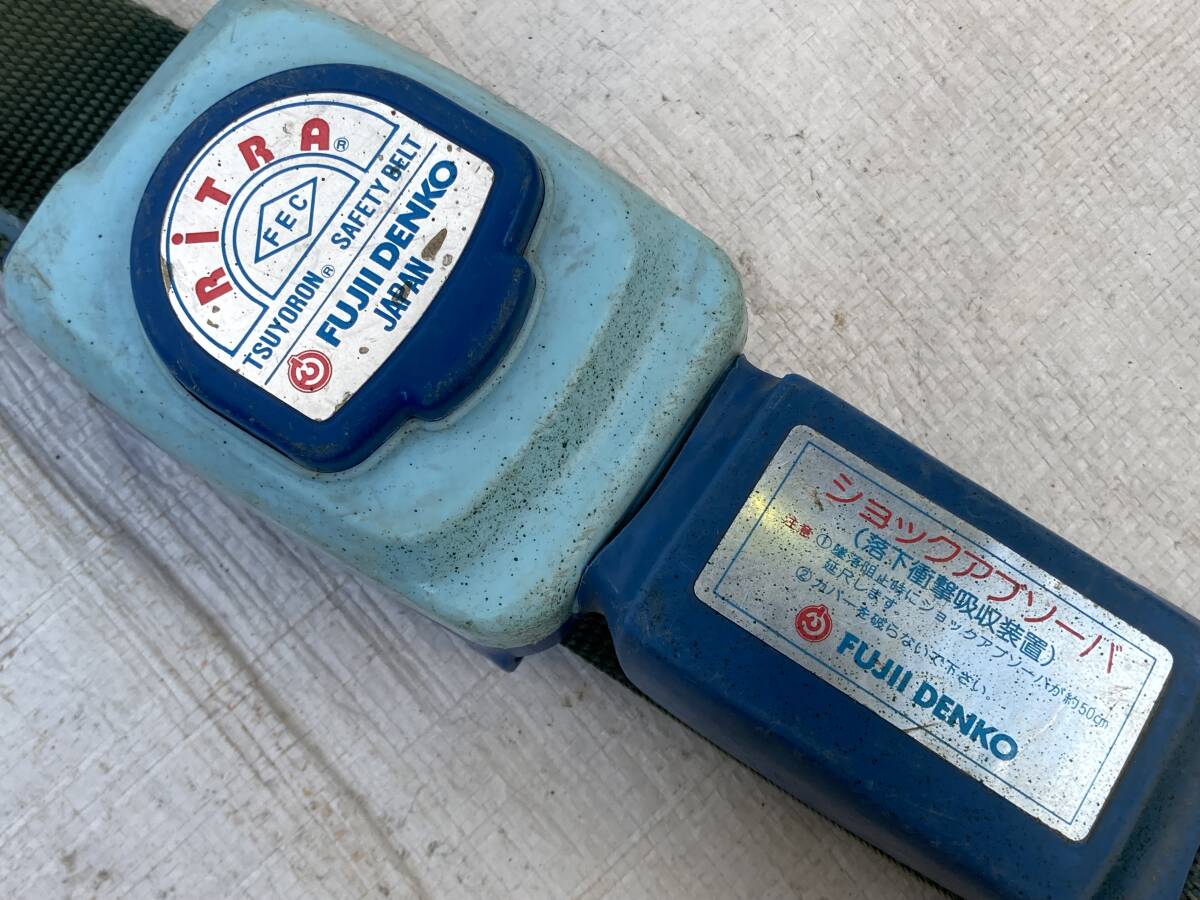 RiTRA®
FEC
TSUYORON® SAFETY BELT
FUJII DENKO
JAPAN
ショックアブソーバ
(落下衝撃吸収装置)
注意 ①墜落阻止時にショックアブソーバが約50cm
延尺します。
②カバーを破らないで下さい。
FUJII DENKO